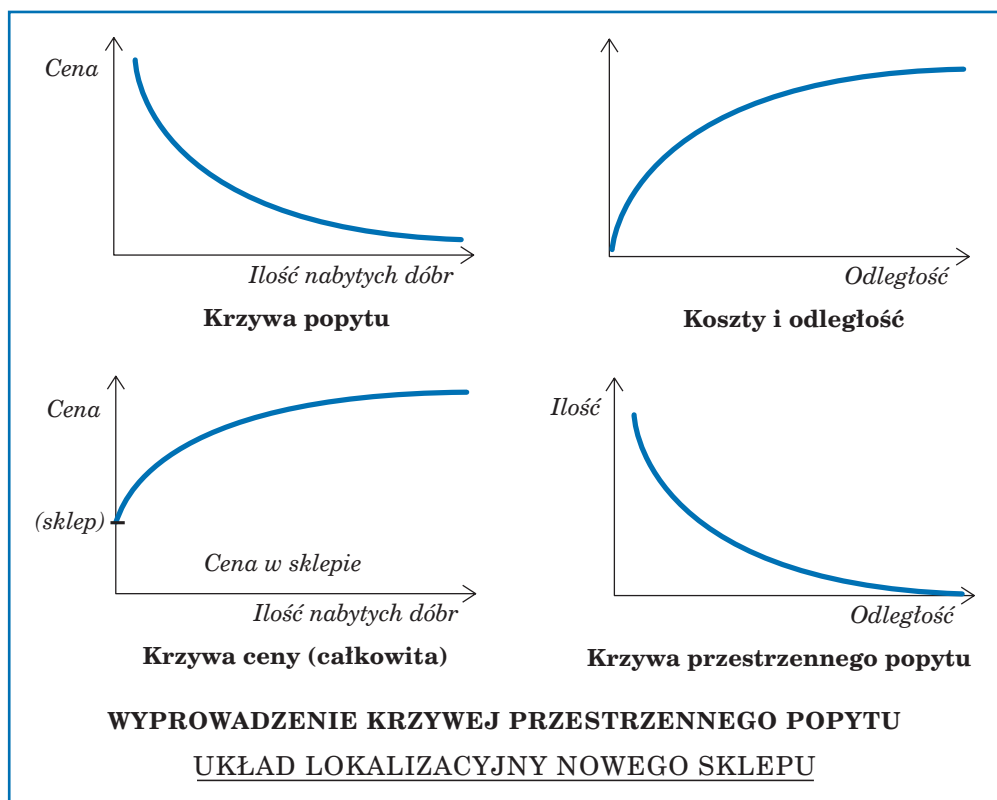 Cena
Ilość nabytych dóbr
Krzywa popytu
Odległość
Koszty i odległość
Cena
(sklep)
Cena w sklepie
Ilość nabytych dóbr
Krzywa ceny (całkowita)
Ilość
Odległość
Krzywa przestrzennego popytu
WYPROWADZENIE KRZYWEJ PRZESTRZENNEGO POPYTU
UKŁAD LOKALIZACYJNY NOWEGO SKLEPU